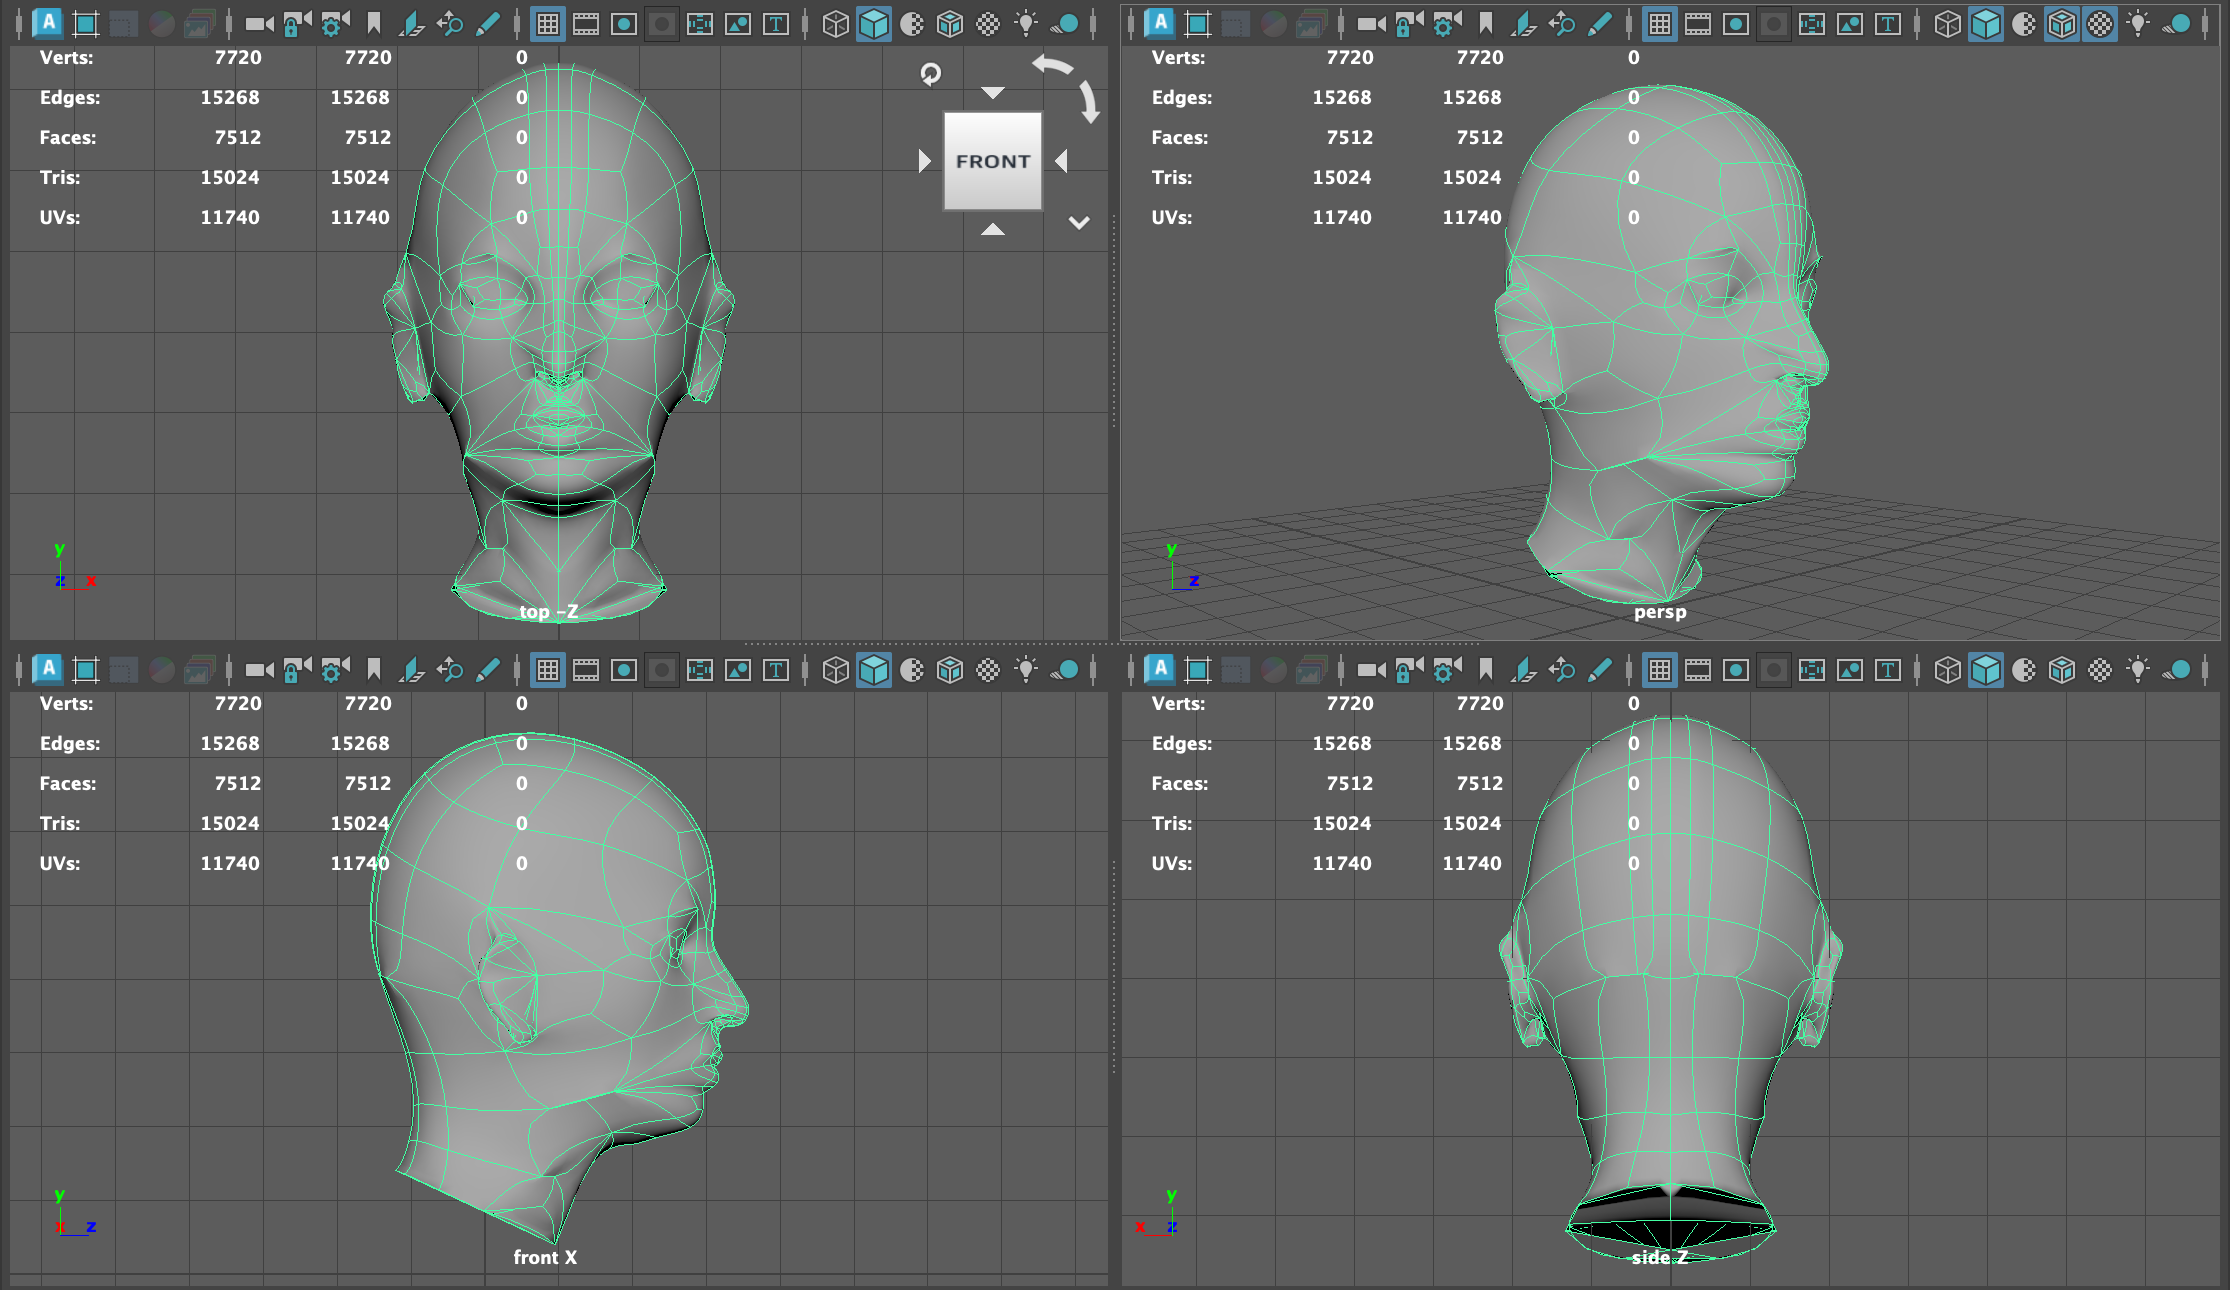 A T A T
Verts: 7720 7720 0
Edges: 15268 15268 0
Faces: 7512 7512 0
Tris: 15024 15024 0
UVs: 11740 11740 0
FRONT
y
z x
top -Z
Verts: 7720 7720 0
Edges: 15268 15268 0
Faces: 7512 7512 0
Tris: 15024 15024 0
UVs: 11740 11740 0
y
z
persp
A T A T
Verts: 7720 7720 0
Edges: 15268 15268 0
Faces: 7512 7512 0
Tris: 15024 15024 0
UVs: 11740 11740 0
y
x z
front X
Verts: 7720 7720 0
Edges: 15268 15268 0
Faces: 7512 7512 0
Tris: 15024 15024 0
UVs: 11740 11740 0
y
x z
side Z